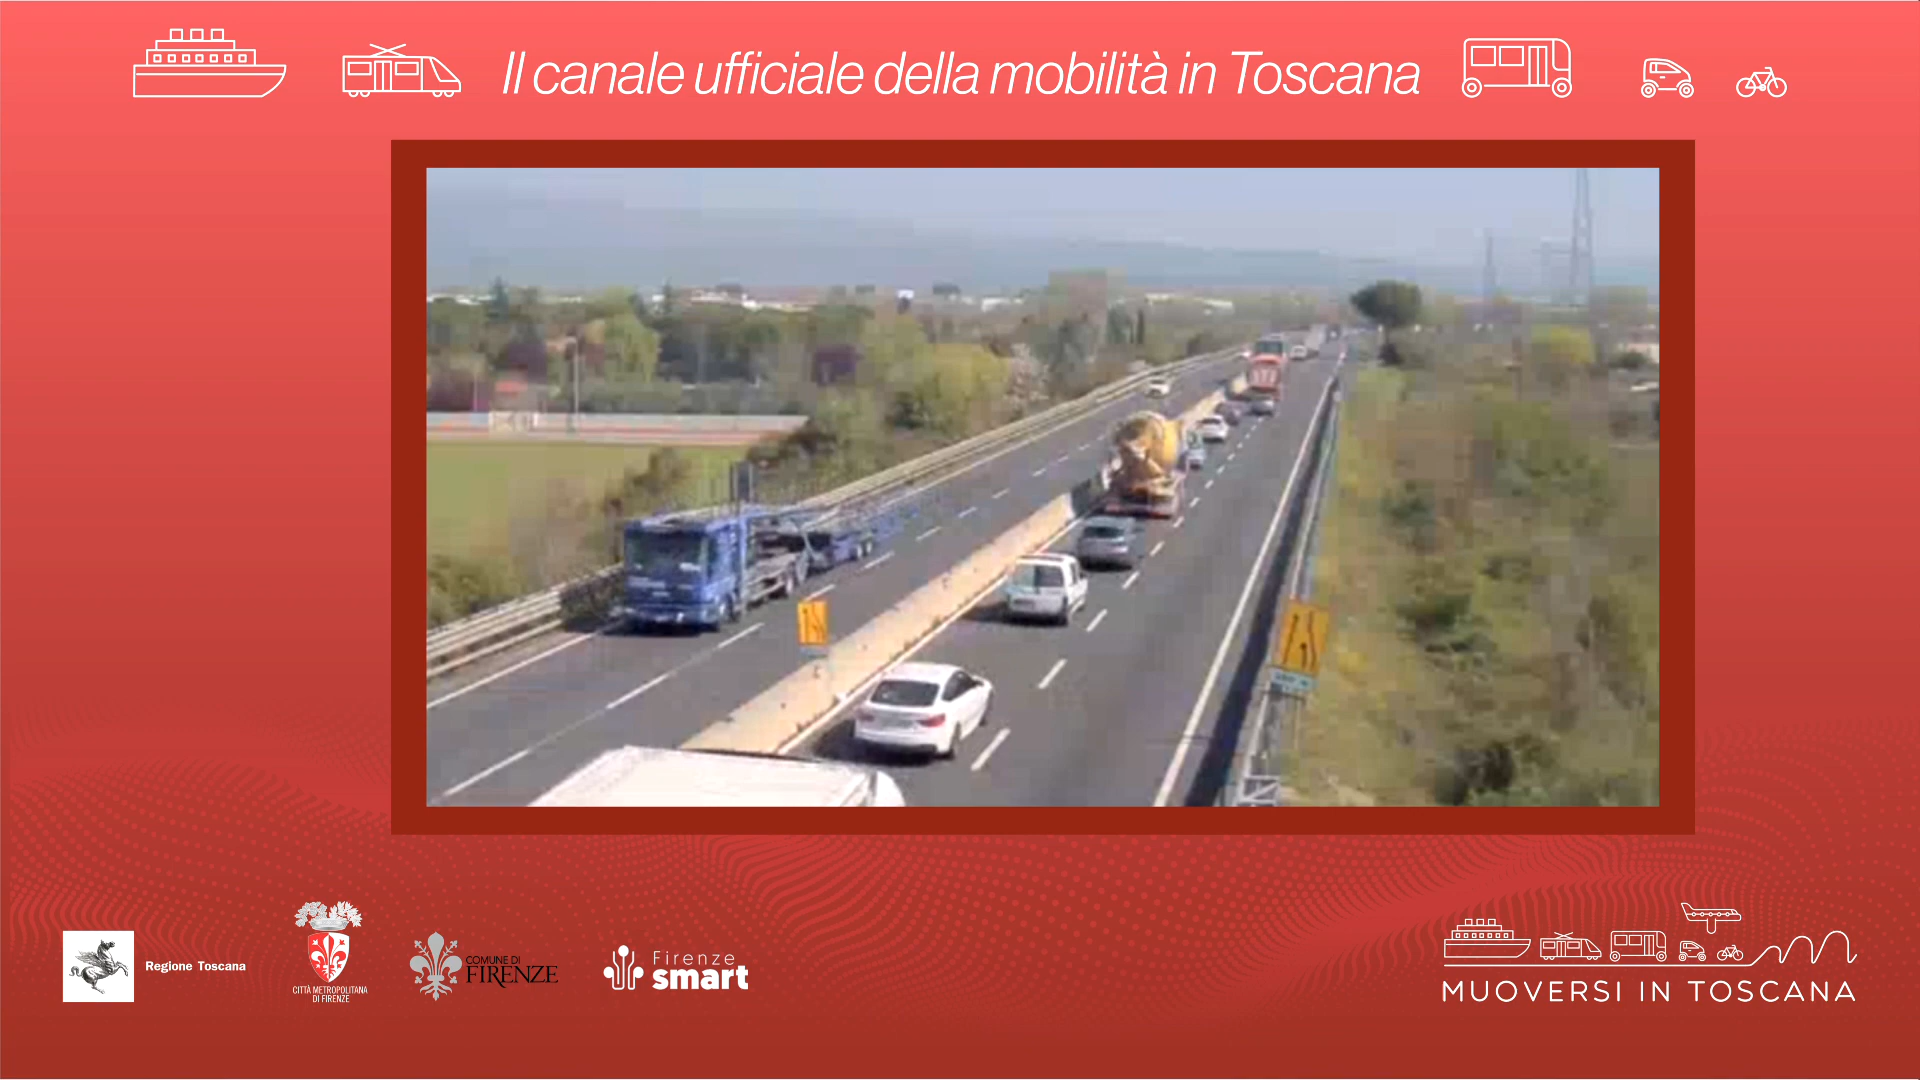 Il canale ufficiale della mobilità in Toscana
Regione Toscana
CITTÀ METROPOLITANA
DI FIRENZE
COMUNE DI
FIRENZE
Firenze
smart
MUOVERSI IN TOSCANA